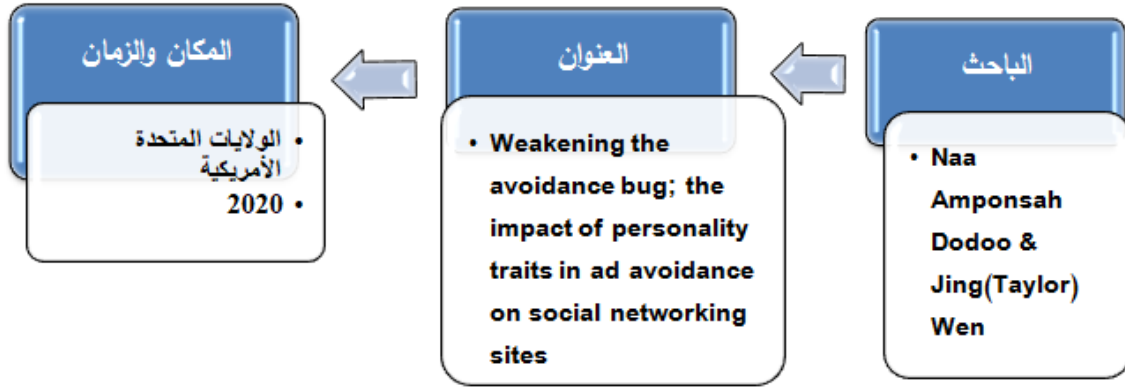 الباحث
• Naa
Amponsah
Dodoo &
Jing(Taylor)
Wen
العنوان
• Weakening the
avoidance bug; the
impact of personality
traits in ad avoidance
on social networking
sites
المكان والزمان
• الولايات المتحدة
الأمريكية
• 2020